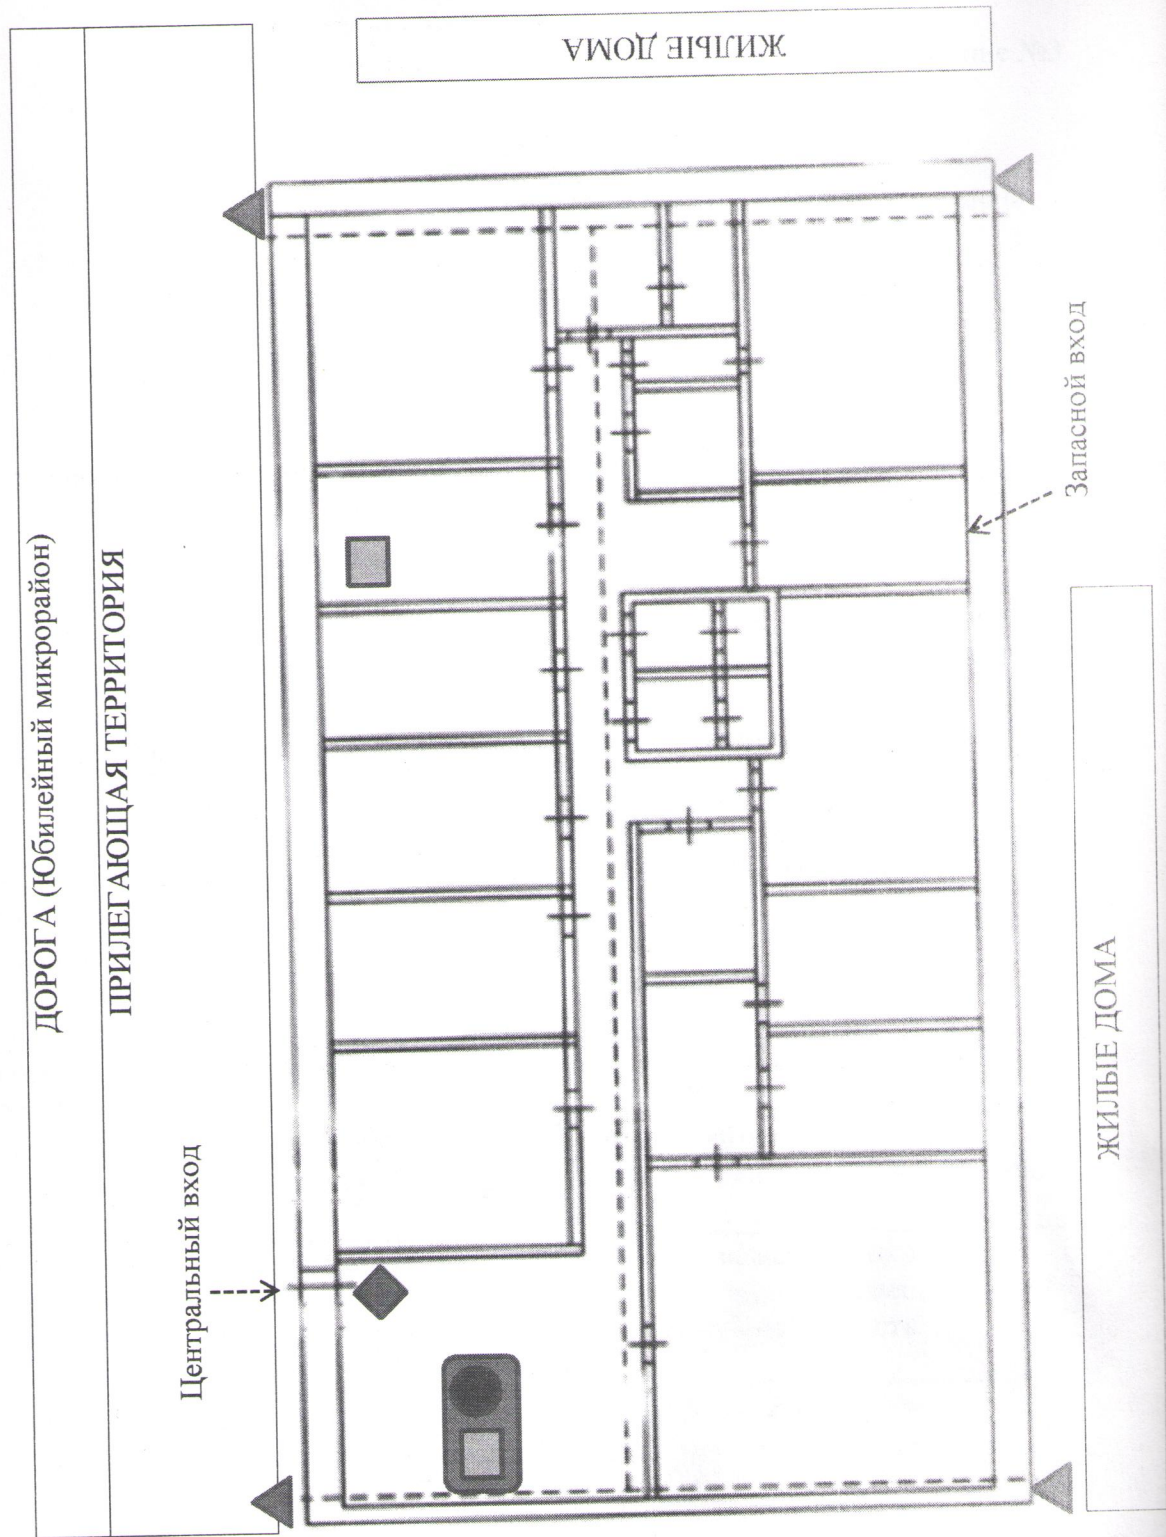 ДОРОГА (Юбилейный микрорайон)
ПРИЛЕГАЮЩАЯ ТЕРРИТОРИЯ
Центральный вход
ЖИЛЫЕ ДОМА
Запасной вход
ЖИЛЫЕ ДОМА